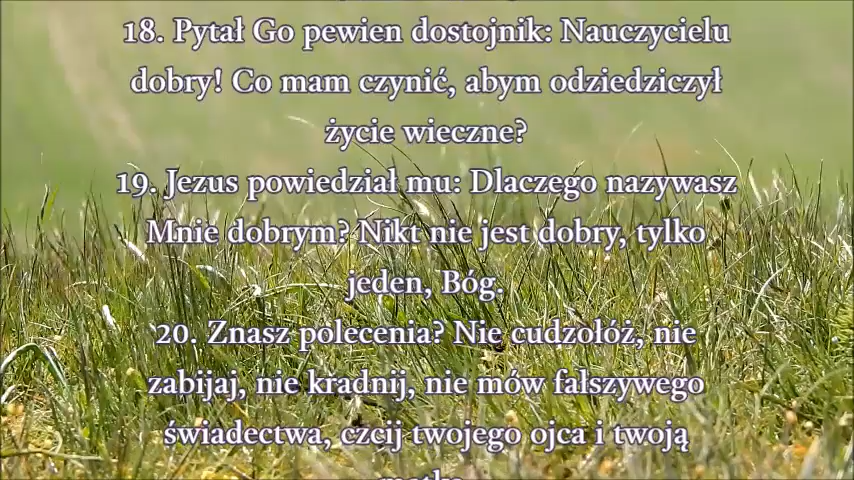 18. Pytał Go pewien dostojnik: Nauczycielu
dobry! Co mam czynić, abym odziedziczył
życie wieczne?
19. Jezus powiedział mu: Dlaczego nazywasz
Mnie dobrym? Nikt nie jest dobry, tylko
jeden, Bóg.
20. Znasz polecenia? Nie cudzołóż, nie
zabijaj, nie kradnij, nie mów fałszywego
świadectwa, czcij twojego ojca i twoją